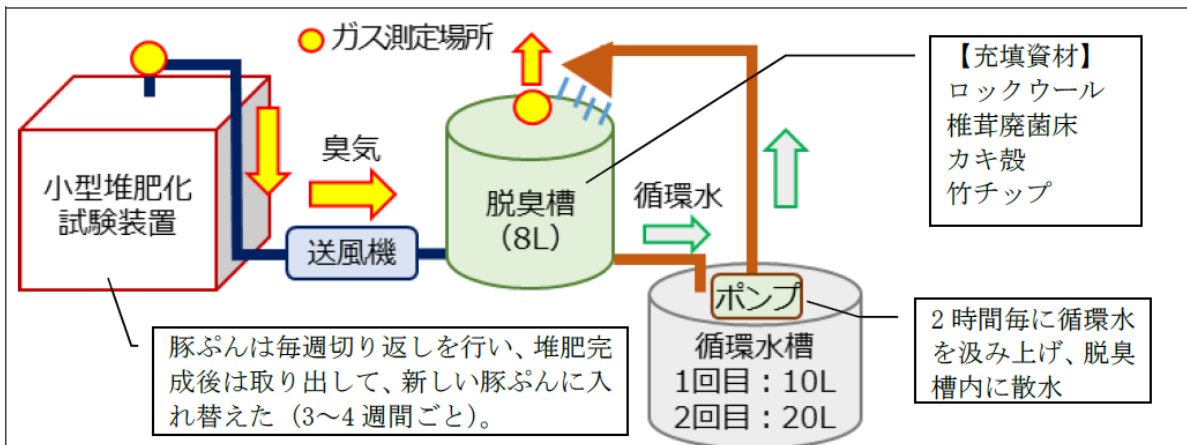 ガス測定場所
【充填資材】
ロックウール
椎茸廃菌床
カキ殻
竹チップ
小型堆肥化
試験装置
臭気
送風機
脱臭槽
(8L)
循環水
ポンプ
循環水槽
1回目：10L
2回目：20L
豚ぷんは毎週切り返しを行い、堆肥完
成後は取り出して、新しい豚ぷんに入
れ替えた（3～4 週間ごと）。
2 時間毎に循環水
を汲み上げ、脱臭
槽内に散水